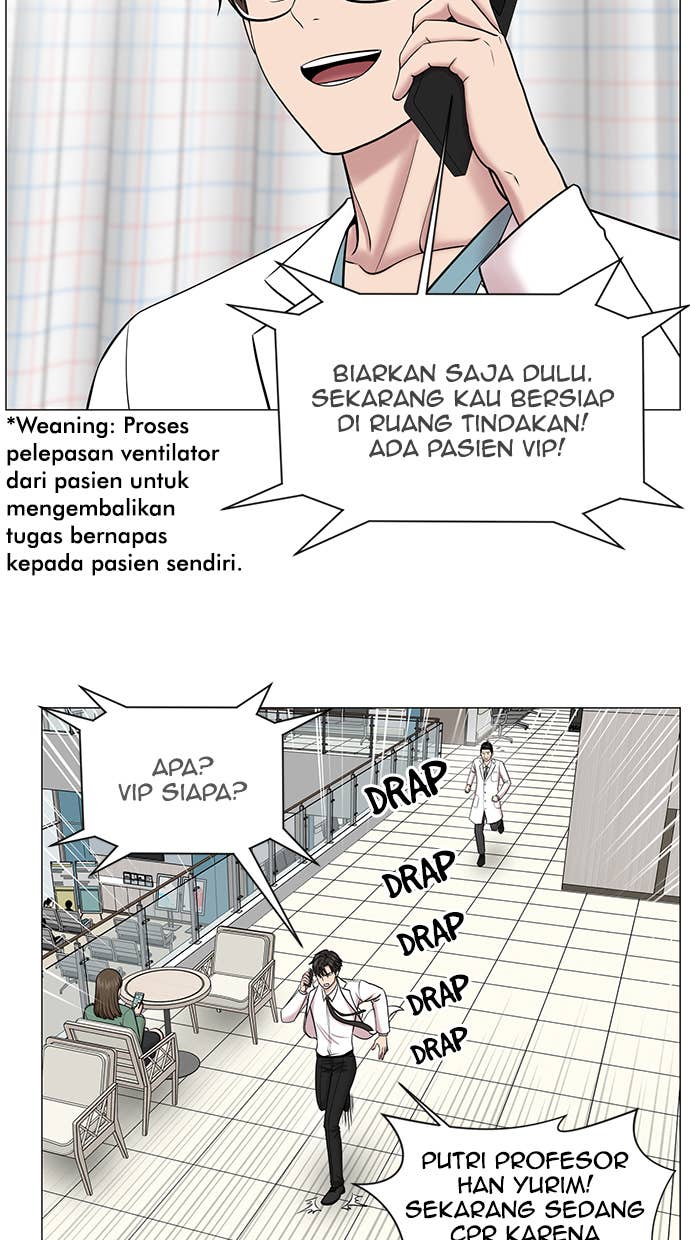 BIARKAN SAJA DULU.
SEKARANG KAU BERSIAP
DI RUANG TINDAKAN!
ADA PASIEN VIP!
*Weaning: Proses
pelepasan ventilator
dari pasien untuk
mengembalikan
tugas bernapas
kepada pasien sendiri.
APA?
VIP SIAPA?
DRAP
DRAP
DRAP
DRAP
DRAP
PUTRI PROFESOR
HAN YURIM!
SEKARANG SEDANG
CPR KARENA